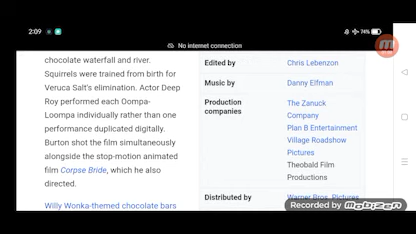 2:09
74%
No internet connection
chocolate waterfall and river.
Squirrels were trained from birth for
Veruca Salt's elimination. Actor Deep
Roy performed each Oompa-
Loompa individually rather than one
performance duplicated digitally.
Burton shot the film simultaneously
alongside the stop-motion animated
film Corpse Bride, which he also
directed.
Willy Wonka-themed chocolate bars
Edited by
Chris Lebenzon
Music by
Danny Elfman
Production
companies
The Zanuck
Company
Plan B Entertainment
Village Roadshow
Pictures
Theobald Film
Productions
Distributed by
Warner Bros. Pictures
Recorded by mobizen